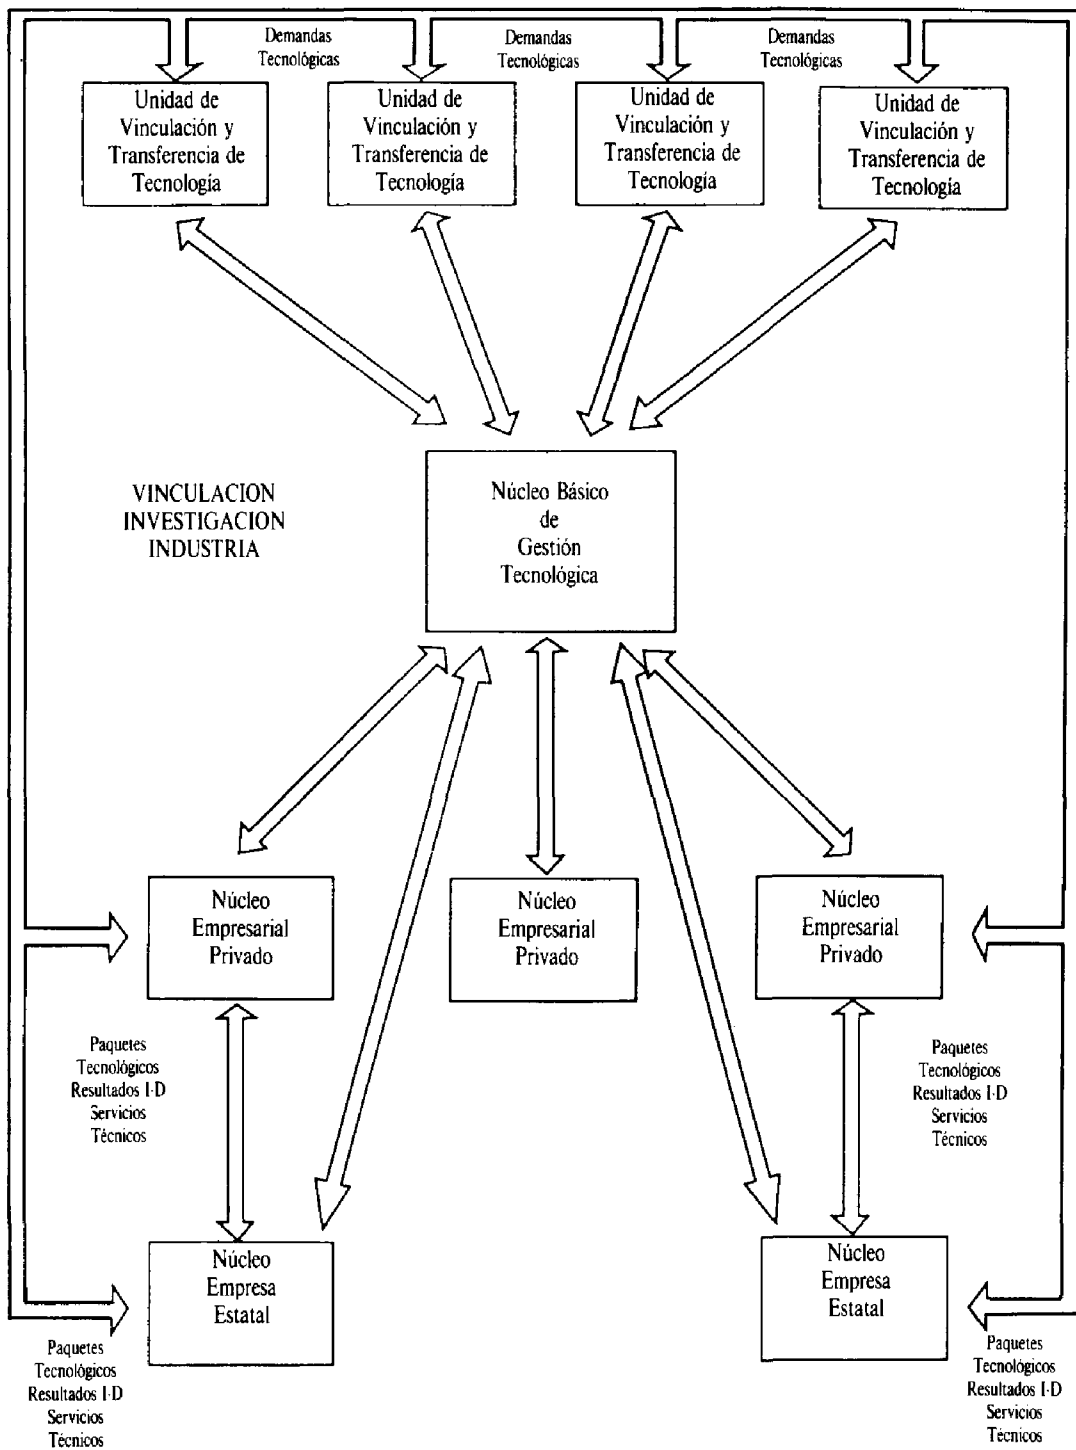 Demandas
Tecnológicas
Demandas
Tecnológicas
Demandas
Tecnológicas
Unidad de
Vinculación y
Transferencia de
Tecnología
Unidad de
Vinculación y
Transferencia de
Tecnología
Unidad de
Vinculación y
Transferencia de
Tecnología
Unidad de
Vinculación y
Transferencia de
Tecnología
VINCULACION
INVESTIGACION
INDUSTRIA
Núcleo Básico
de
Gestión
Tecnológica
Núcleo
Empresarial
Privado
Núcleo
Empresarial
Privado
Núcleo
Empresarial
Privado
Paquetes
Tecnológicos
Resultados I-D
Servicios
Técnicos
Paquetes
Tecnológicos
Resultados I-D
Servicios
Técnicos
Núcleo
Empresa
Estatal
Núcleo
Empresa
Estatal
Paquetes
Tecnológicos
Resultados I-D
Servicios
Técnicos
Paquetes
Tecnológicos
Resultados I-D
Servicios
Técnicos